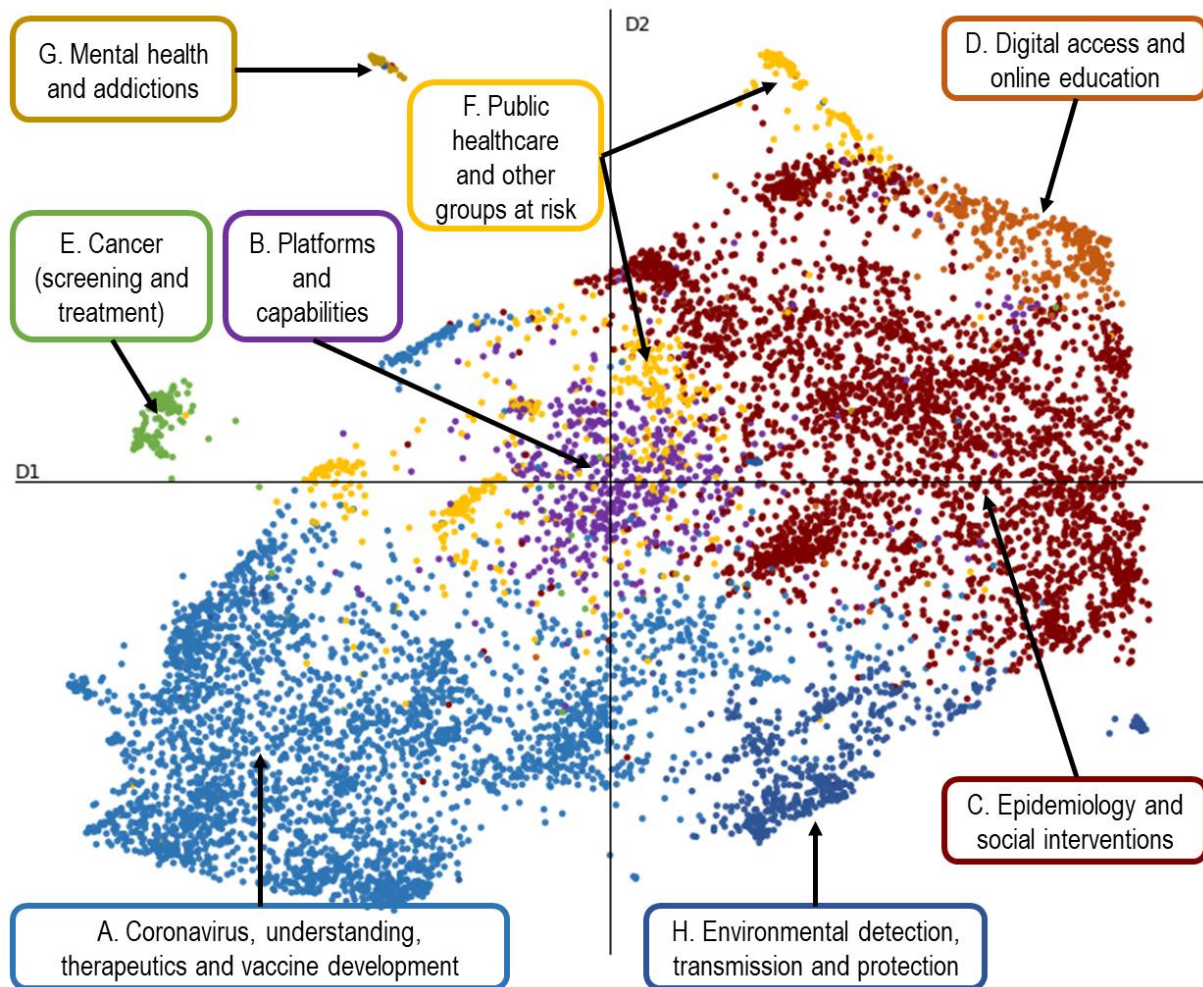 G. Mental health
and addictions
D2
D. Digital access and
online education
F. Public
healthcare
and other
groups at risk
E. Cancer
(screening and
treatment)
B. Platforms
and
capabilities
D1
C. Epidemiology and
social interventions
A. Coronavirus, understanding,
therapeutics and vaccine development
H. Environmental detection,
transmission and protection